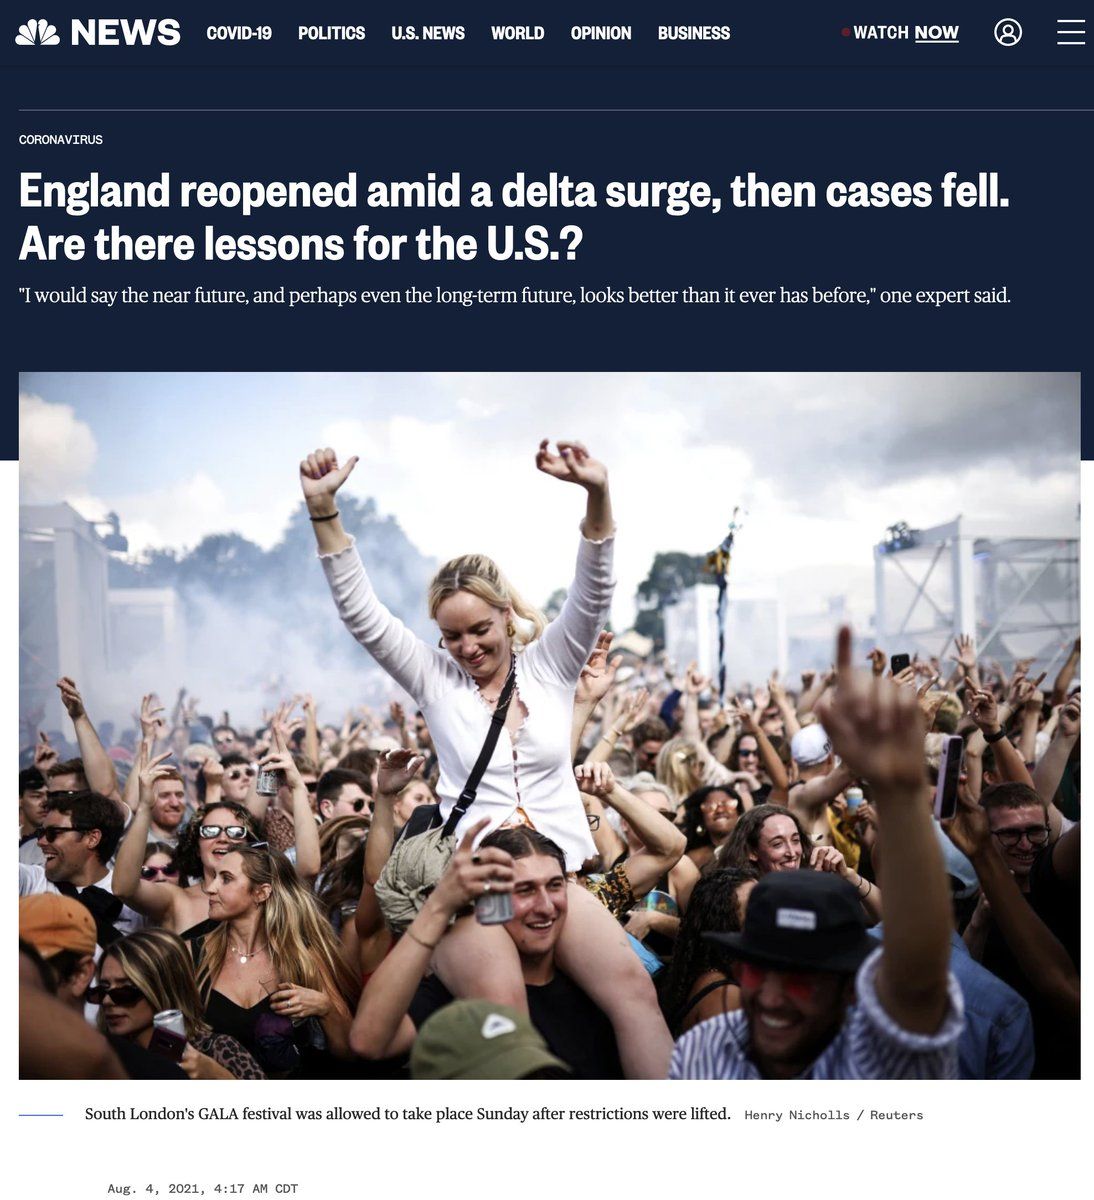 NEWS COVID-19 POLITICS U.S. NEWS WORLD OPINION BUSINESS WATCH NOW
CORONAVIRUS
England reopened amid a delta surge, then cases fell.
Are there lessons for the U.S.?
"I would say the near future, and perhaps even the long-term future, looks better than it ever has before," one expert said.
South London's GALA festival was allowed to take place Sunday after restrictions were lifted. Henry Nicholls / Reuters
Aug. 4, 2021, 4:17 AM CDT